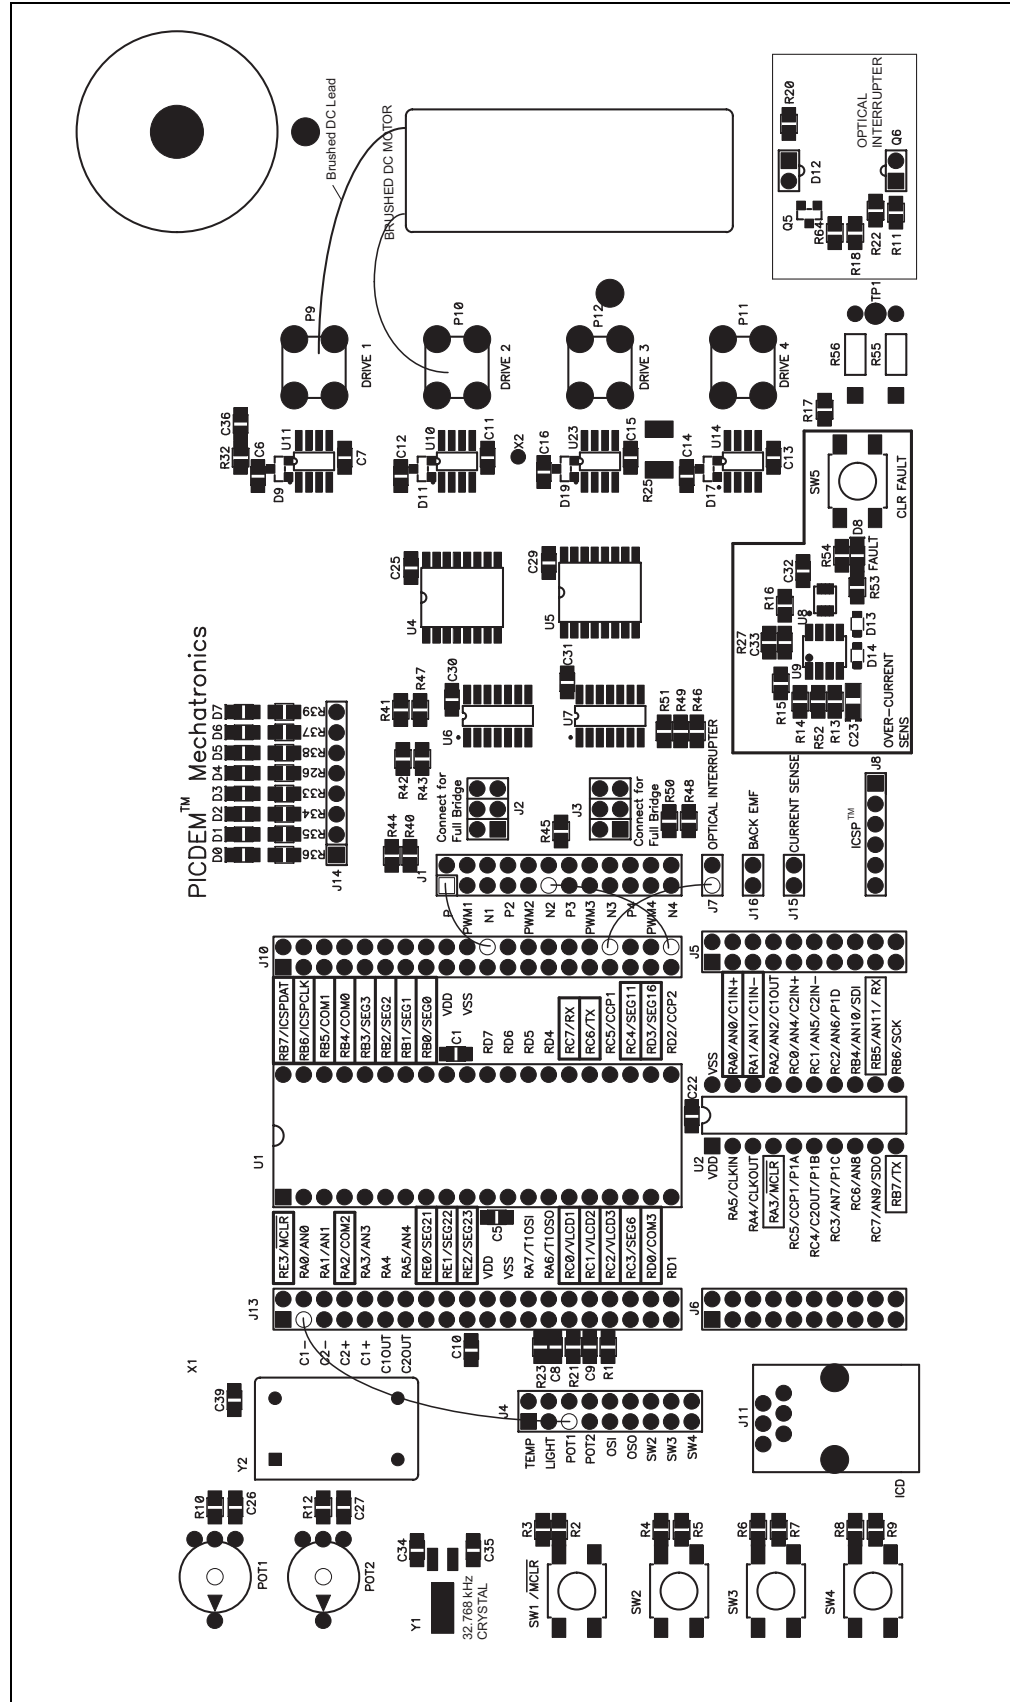 Brushed DC Lead
BRUSHED DC MOTOR
R20
OPTICAL
INTERRUPTER
D12
Q6
Q5
R64
R18
R22
R11
TP1
P9
P10
P12
P11
DRIVE 1
DRIVE 2
DRIVE 3
DRIVE 4
R56
R55
R17
C36
R32
C6
U11
D9
C7
C12
U10
D11
C11
X2
C16
U23
D19
C15
R25
C14
U14
D17
C13
SW5
CLR FAULT
D8
FAULT
R54
R53
C32
R16
U8
D13
D14
R27
C33
U9
R15
R14
R52
R13
C23
OVER-CURRENT
SENS
C25
U4
C29
U5
PICDEM™ Mechatronics
D7
D6
D5
D4
D3
D2
D1
D0
R39
R37
R38
R26
R33
R34
R35
R36
J14
R41
R47
C30
U6
R42
R43
C31
U7
R51
R49
R46
R44
R40
Connect for
Full Bridge
J2
R45
J3
Connect for
Full Bridge
R50
R48
OPTICAL INTERRUPTER
J7
BACK EMF
J16
CURRENT SENSE
J15
ICSP™
J8
J1
P
PWM1
N1
P2
PWM2
N2
P3
PWM3
N3
P4
PWM4
N4
J10
RB7/ICSPDAT
RB6/ICSPCLK
RB5/COM1
RB4/COM0
RB3/SEG3
RB2/SEG2
RB1/SEG1
RB0/SEG0
VDD
VSS
C1
RD7
RD6
RD5
RD4
RC7/RX
RC6/TX
RC5/CCP1
RC4/SEG11
RD3/SEG16
RD2/CCP2
J5
VSS
RA0/AN0/C1IN+
RA1/AN1/C1IN-
RA2/AN2/C1OUT
RC0/AN4/C2IN+
RC1/AN5/C2IN-
RC2/AN6/P1D
RB4/AN10/SDI
RB5/AN11/ RX
RB6/SCK
U1
C22
U2
VDD
RA5/CLKIN
RA4/CLKOUT
RA3/MCLR
RC5/CCP1/P1A
RC4/C2OUT/P1B
RC3/AN7/P1C
RC6/AN8
RC7/AN9/SDO
RB7/TX
RE3/MCLR
RA0/AN0
RA1/AN1
RA2/COM2
RA3/AN3
RA4
RA5/AN4
RE0/SEG21
RE1/SEG22
RE2/SEG23
VDD
VSS
C5
RA7/T1OSI
RA6/T1OSO
RC0/VLCD1
RC1/VLCD2
RC2/VLCD3
RC3/SEG6
RD0/COM3
RD1
J13
J6
C1-
C2-
C2+
C1+
C1OUT
C2OUT
C10
R23
C8
R21
C9
R1
X1
C39
Y2
J4
TEMP
LIGHT
POT1
POT2
OSI
OSO
SW2
SW3
SW4
J11
ICD
R10
C26
POT1
R12
C27
POT2
C34
C35
Y1
32.768 kHz
CRYSTAL
R3
R2
SW1 /MCLR
R4
R5
SW2
R6
R7
SW3
R8
R9
SW4